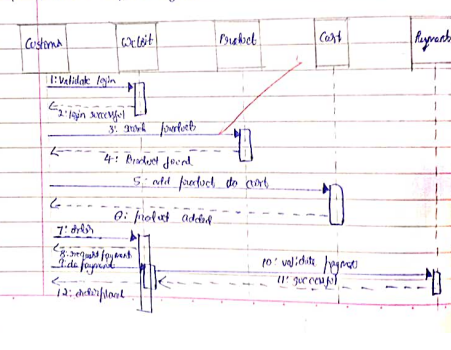 Customer Website Product Cart Payment
1: validate login
2: login successful
3: search products
4: Product found
5: add product to cart
6: product added
7: order
8: request payment
9: do payment
10: validate payment
11: successful
12: order placed